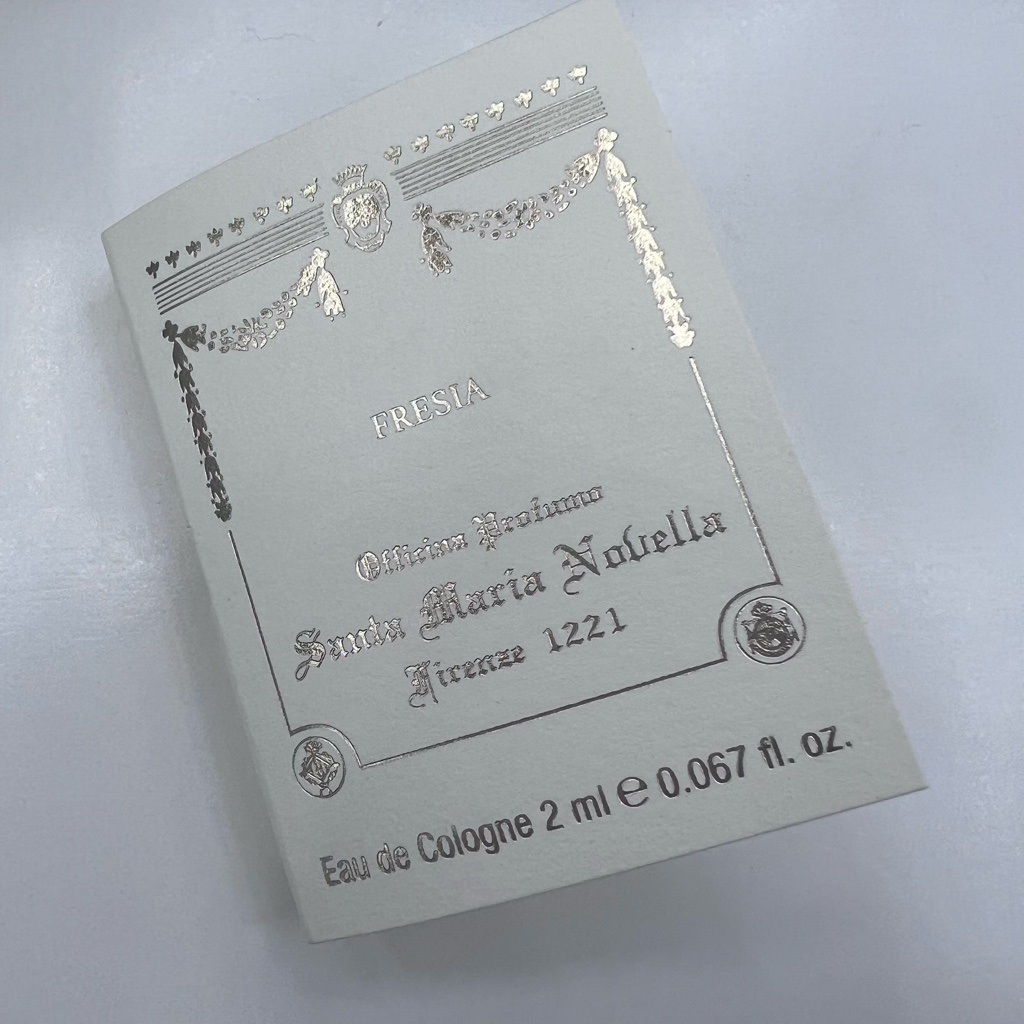 FRESIA
Officina Profumo
Santa Maria Novella
Firenze 1221
Eau de Cologne 2 ml ℮ 0.067 fl. oz.